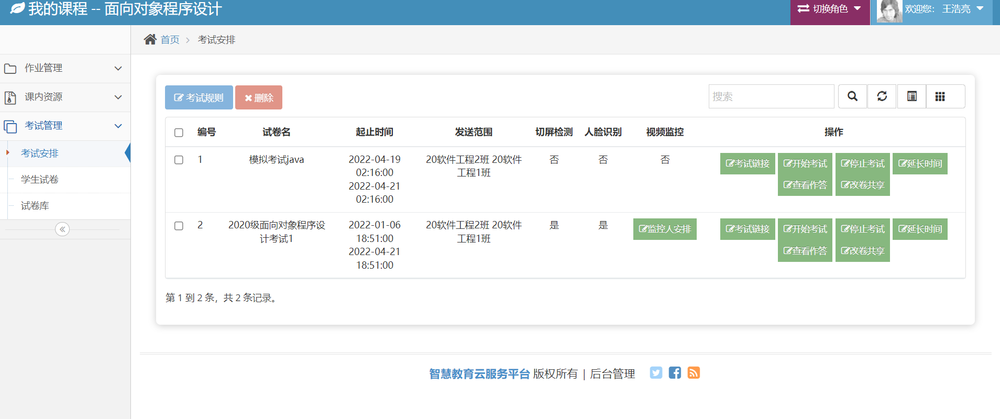 我的课程 -- 面向对象程序设计
切换角色
欢迎您: 王浩亮
首页 考试安排
作业管理
课内资源
考试管理
考试安排
学生试卷
试卷库
考试规则 删除 搜索
编号 试卷名 起止时间 发送范围 切屏检测 人脸识别 视频监控 操作
1 模拟考试java 2022-04-19 20软件工程2班 20软件 否 否 否 考试链接 开始考试 停止考试 延长时间
02:16:00 工程1班
2022-04-21 查看作答 改卷共享
02:16:00
2 2020级面向对象程序设 2022-01-06 20软件工程2班 20软件 是 是 监控人安排 考试链接 开始考试 停止考试 延长时间
计考试1 18:51:00 工程1班
2022-04-21 查看作答 改卷共享
18:51:00
第 1 到 2 条，共 2 条记录。
智慧教育云服务平台 版权所有 | 后台管理